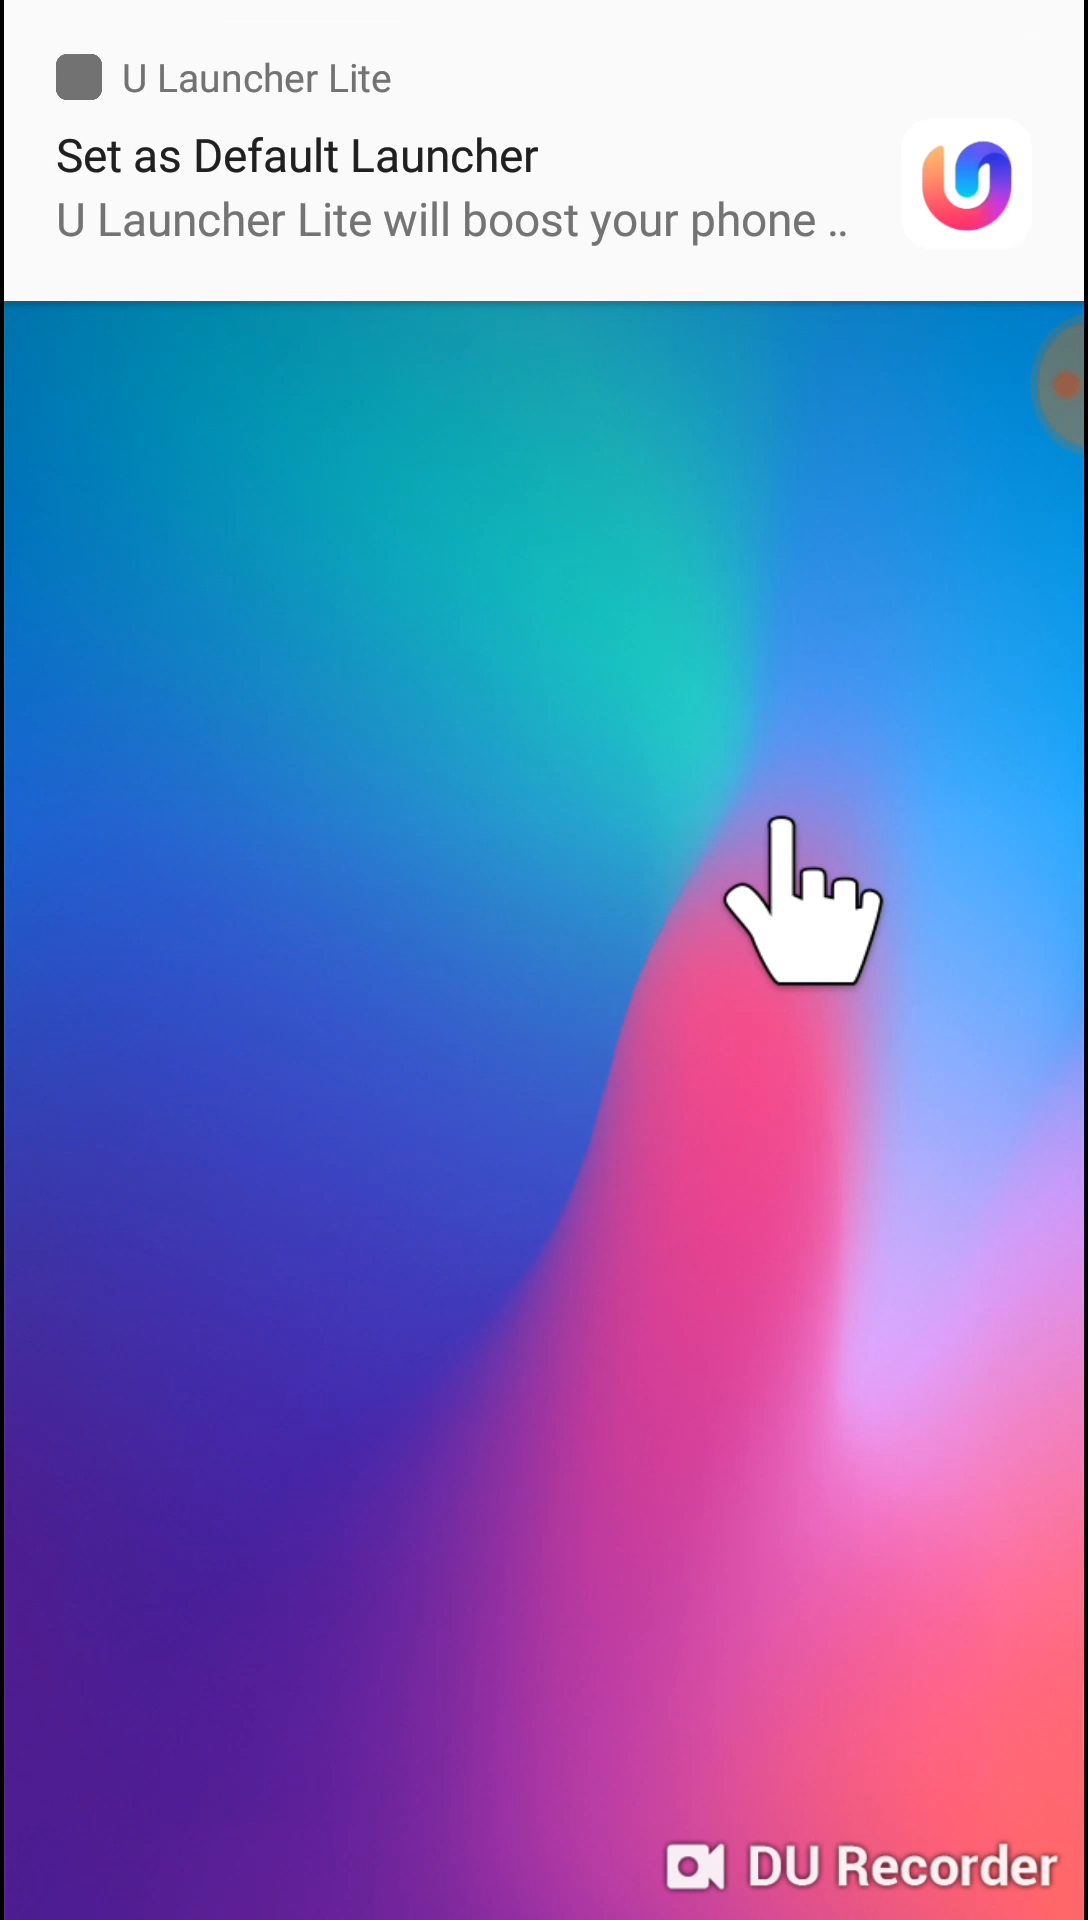 U Launcher Lite
Set as Default Launcher
U Launcher Lite will boost your phone ..
DU Recorder